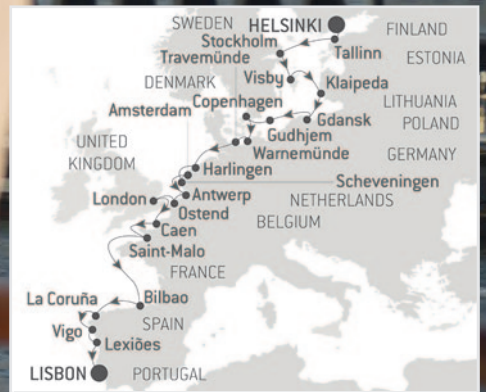 SWEDEN
HELSINKI
FINLAND
Stockholm
Travemünde
Tallinn
ESTONIA
Visby
Klaipeda
DENMARK
Copenhagen
LITHUANIA
Amsterdam
Gdansk
POLAND
Gudhjem
UNITED
KINGDOM
Warnemünde
GERMANY
Harlingen
Scheveningen
London
Antwerp
NETHERLANDS
Ostend
BELGIUM
Caen
Saint-Malo
FRANCE
La Coruña
Bilbao
SPAIN
Vigo
Lexiões
LISBON
PORTUGAL